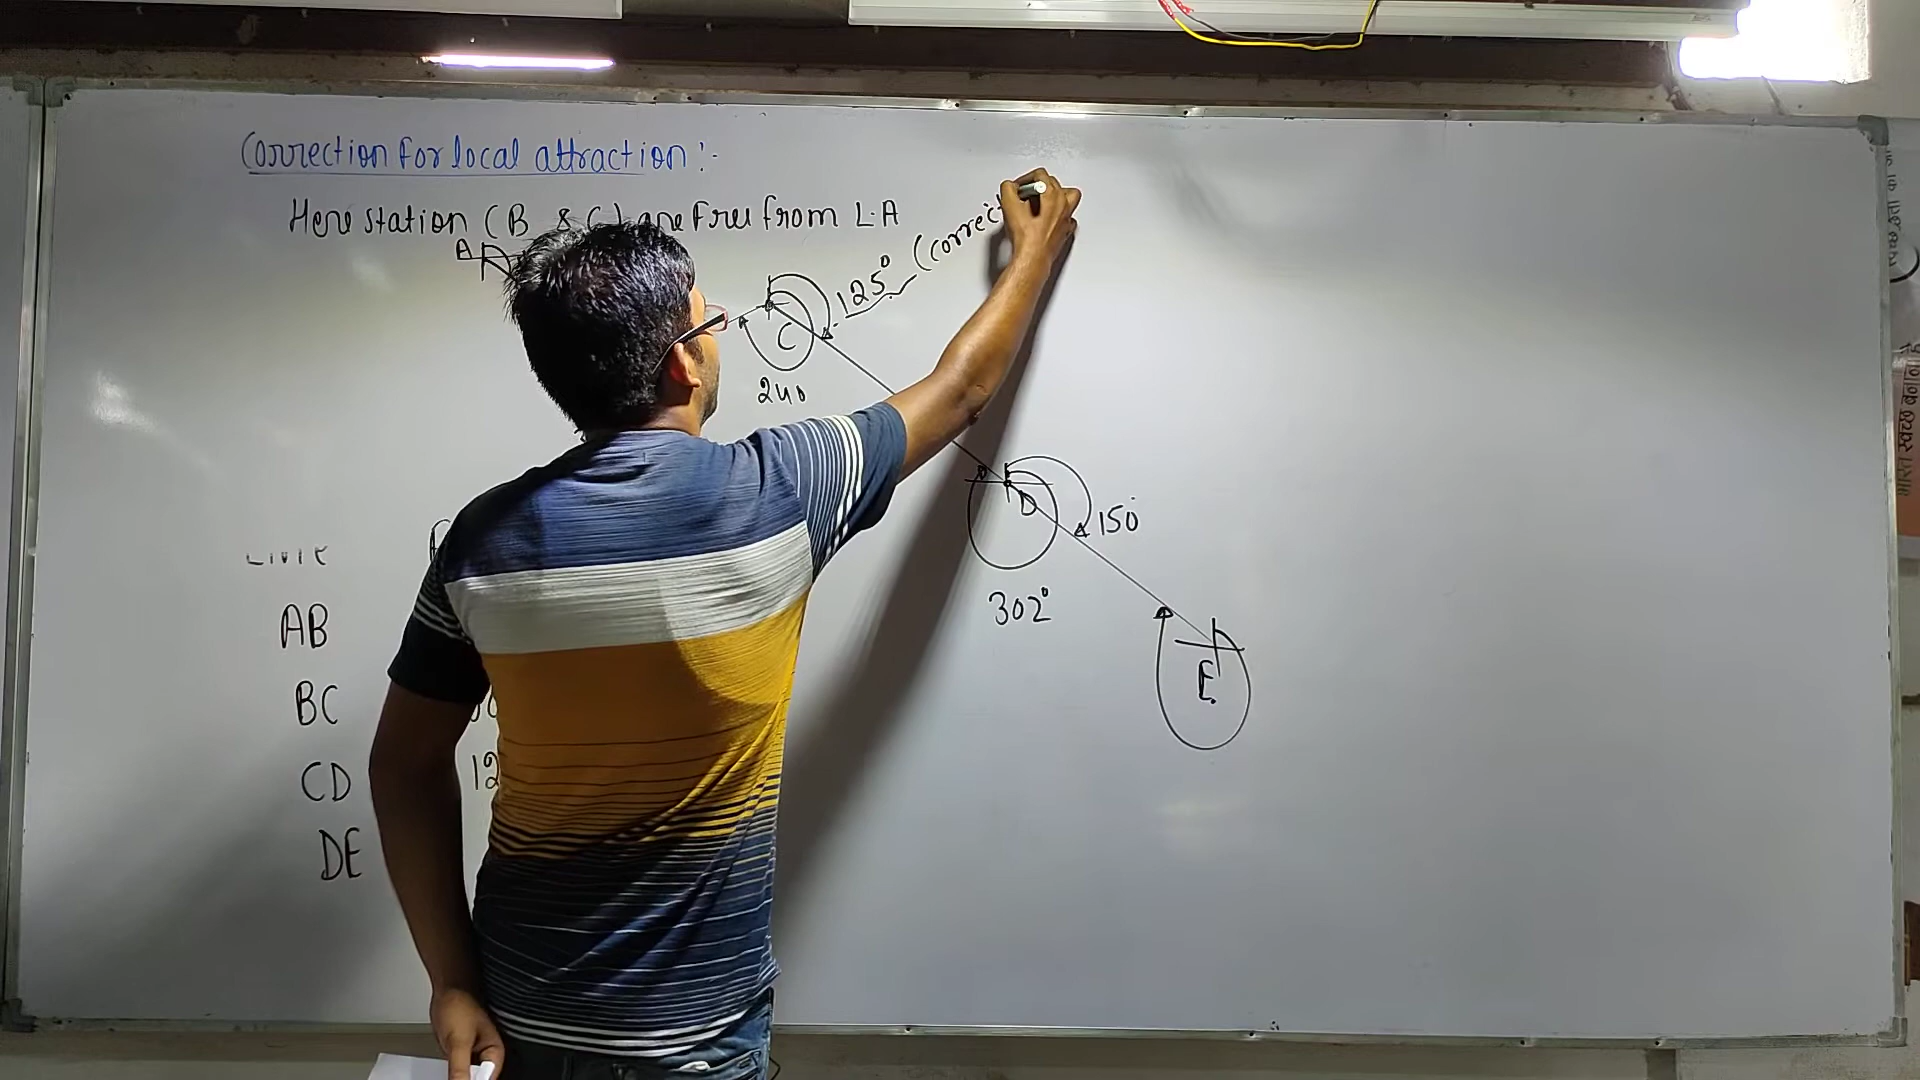 Correction for local attraction :-
Here station (B & C) are Free from L.A
A
125° (correct
C
240
D
150
302°
E
Line
AB
BC
CD 12
DE